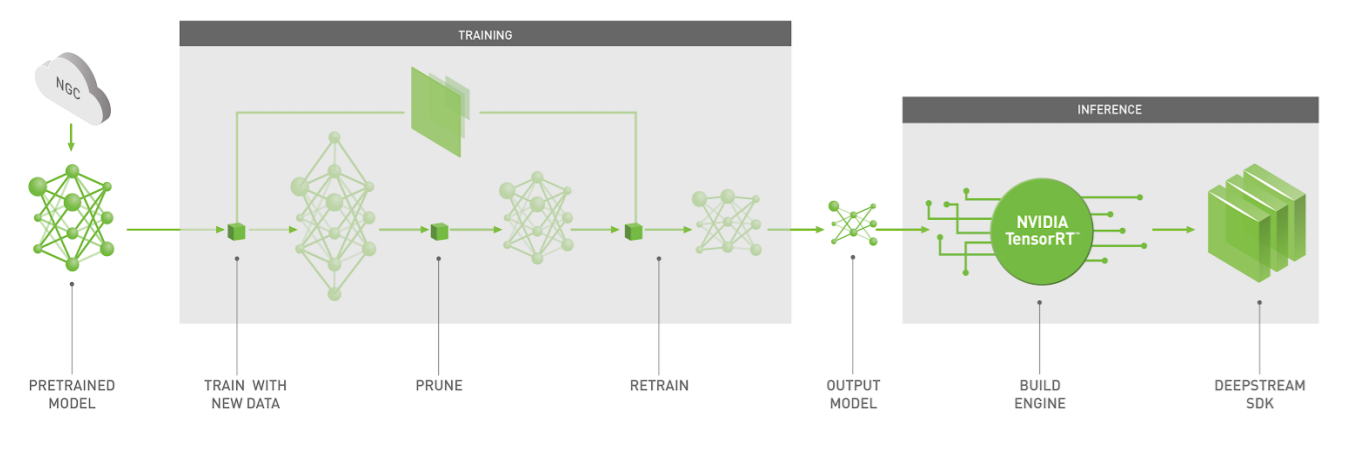 TRAINING
NGC
INFERENCE
NVIDIA
TensorRT™
PRETRAINED
MODEL
TRAIN WITH
NEW DATA
PRUNE
RETRAIN
OUTPUT
MODEL
BUILD
ENGINE
DEEPSTREAM
SDK